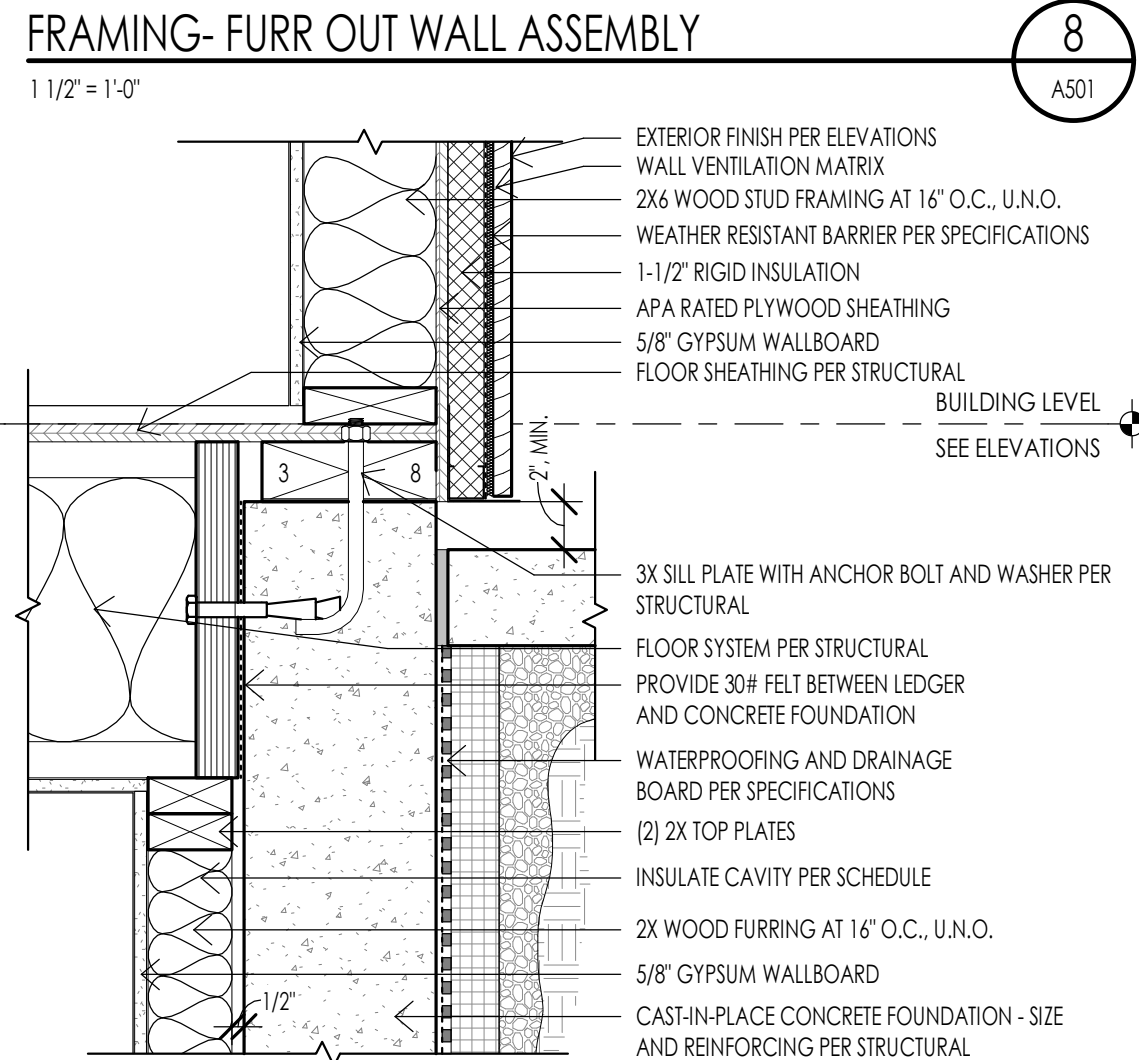 FRAMING- FURR OUT WALL ASSEMBLY
8
A501
1 1/2" = 1'-0"
EXTERIOR FINISH PER ELEVATIONS
WALL VENTILATION MATRIX
2X6 WOOD STUD FRAMING AT 16" O.C., U.N.O.
WEATHER RESISTANT BARRIER PER SPECIFICATIONS
1-1/2" RIGID INSULATION
APA RATED PLYWOOD SHEATHING
5/8" GYPSUM WALLBOARD
FLOOR SHEATHING PER STRUCTURAL
BUILDING LEVEL
SEE ELEVATIONS
2", MIN.
3 8
3X SILL PLATE WITH ANCHOR BOLT AND WASHER PER
STRUCTURAL
FLOOR SYSTEM PER STRUCTURAL
PROVIDE 30# FELT BETWEEN LEDGER
AND CONCRETE FOUNDATION
WATERPROOFING AND DRAINAGE
BOARD PER SPECIFICATIONS
(2) 2X TOP PLATES
INSULATE CAVITY PER SCHEDULE
2X WOOD FURRING AT 16" O.C., U.N.O.
5/8" GYPSUM WALLBOARD
1/2"
CAST-IN-PLACE CONCRETE FOUNDATION - SIZE
AND REINFORCING PER STRUCTURAL